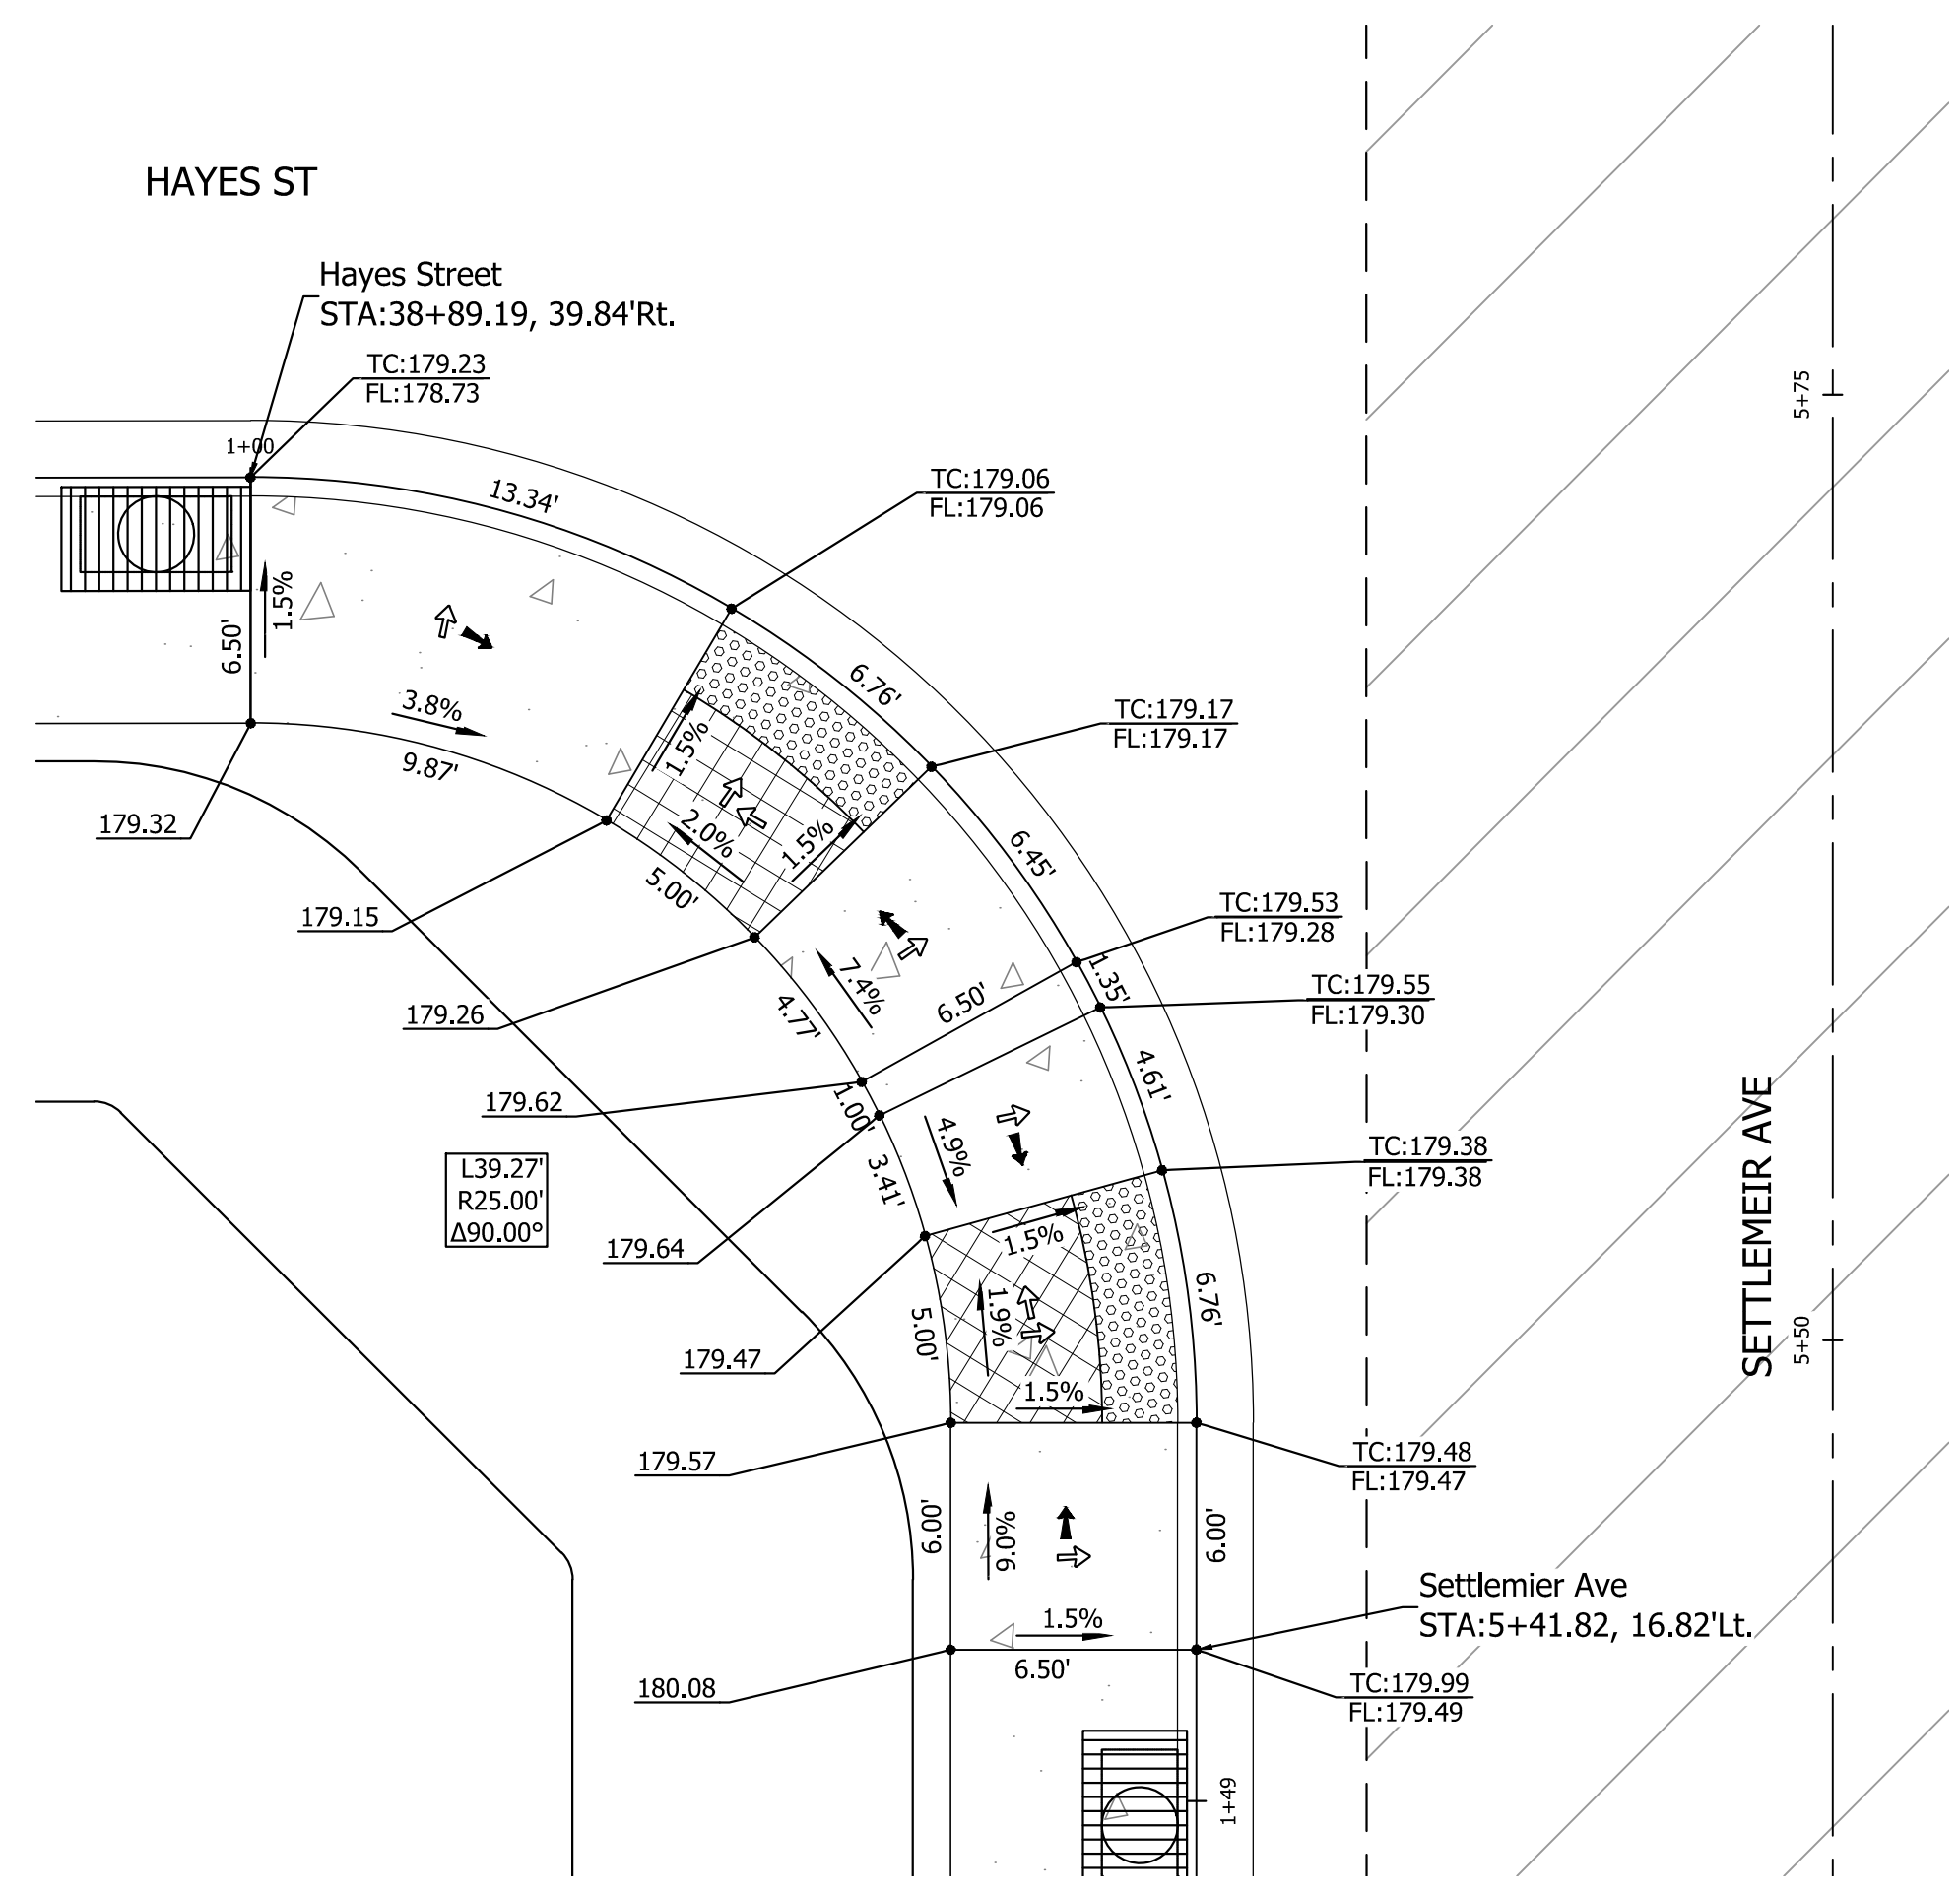 HAYES ST
Hayes Street
STA:38+89.19, 39.84'Rt.
TC:179.23
FL:178.73
1+00
13.34'
TC:179.06
FL:179.06
5+75
1.5%
6.50'
3.8%
9.87'
179.32
6.76'
TC:179.17
FL:179.17
1.5%
2.0%
1.5%
5.00'
179.15
6.45'
TC:179.53
FL:179.28
1.35'
TC:179.55
FL:179.30
179.26
7.4%
4.77'
6.50'
179.62
1.00'
4.61'
4.9%
3.41'
TC:179.38
FL:179.38
L39.27'
R25.00'
Δ90.00°
179.64
1.5%
1.9%
6.76'
5.00'
179.47
1.5%
SETTLEMEIR AVE
5+50
179.57
TC:179.48
FL:179.47
6.00'
9.0%
6.00'
Settlemier Ave
STA:5+41.82, 16.82'Lt.
1.5%
6.50'
180.08
TC:179.99
FL:179.49
1+49